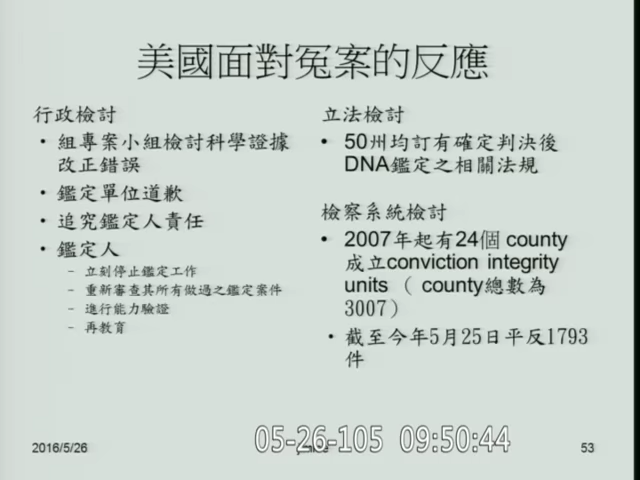 美國面對冤案的反應
行政檢討
• 組專案小組檢討科學證據
改正錯誤
• 鑑定單位道歉
• 追究鑑定人責任
• 鑑定人
– 立刻停止鑑定工作
– 重新審查其所有做過之鑑定案件
– 進行能力驗證
– 再教育
立法檢討
• 50州均訂有確定判決後
DNA鑑定之相關法規
檢察系統檢討
• 2007年起有24個 county
成立conviction integrity
units （ county總數為
3007）
• 截至今年5月25日平反1793
件
2016/5/26
05-26-105 09:50:44
53